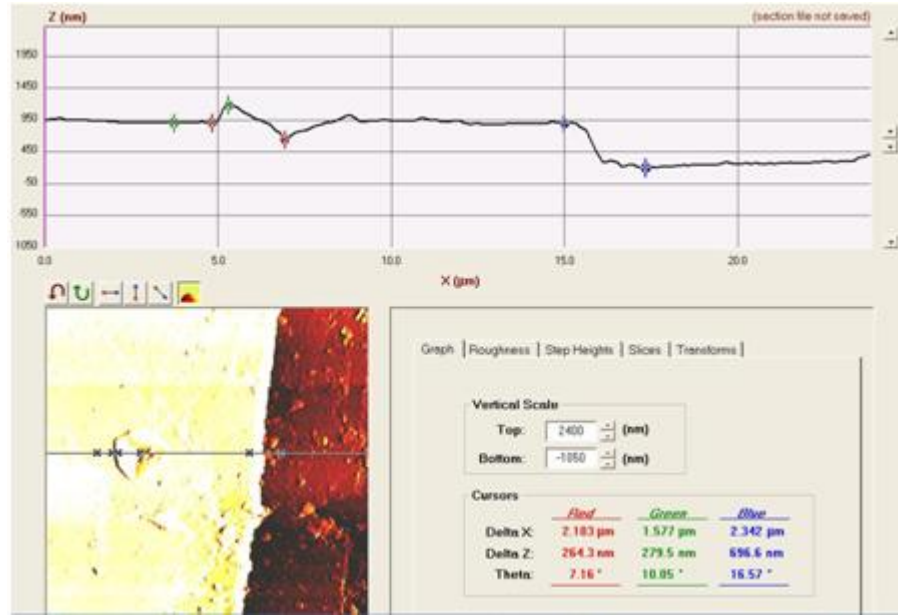 Z (nm) (section file not saved)
1950
1450
950
450
-50
-550
1050
0.0 5.0 10.0 15.0 20.0
X (µm)
Graph Roughness Step Heights Slices Transforms
Vertical Scale
Top: 2400 (nm)
Bottom: -1050 (nm)
Cursors
Red Green Blue
Delta X: 2.103 µm 1.577 µm 2.342 µm
Delta Z: 264.3 nm 279.5 nm 696.6 nm
Theta: 7.16 ° 10.05 ° 16.57 °